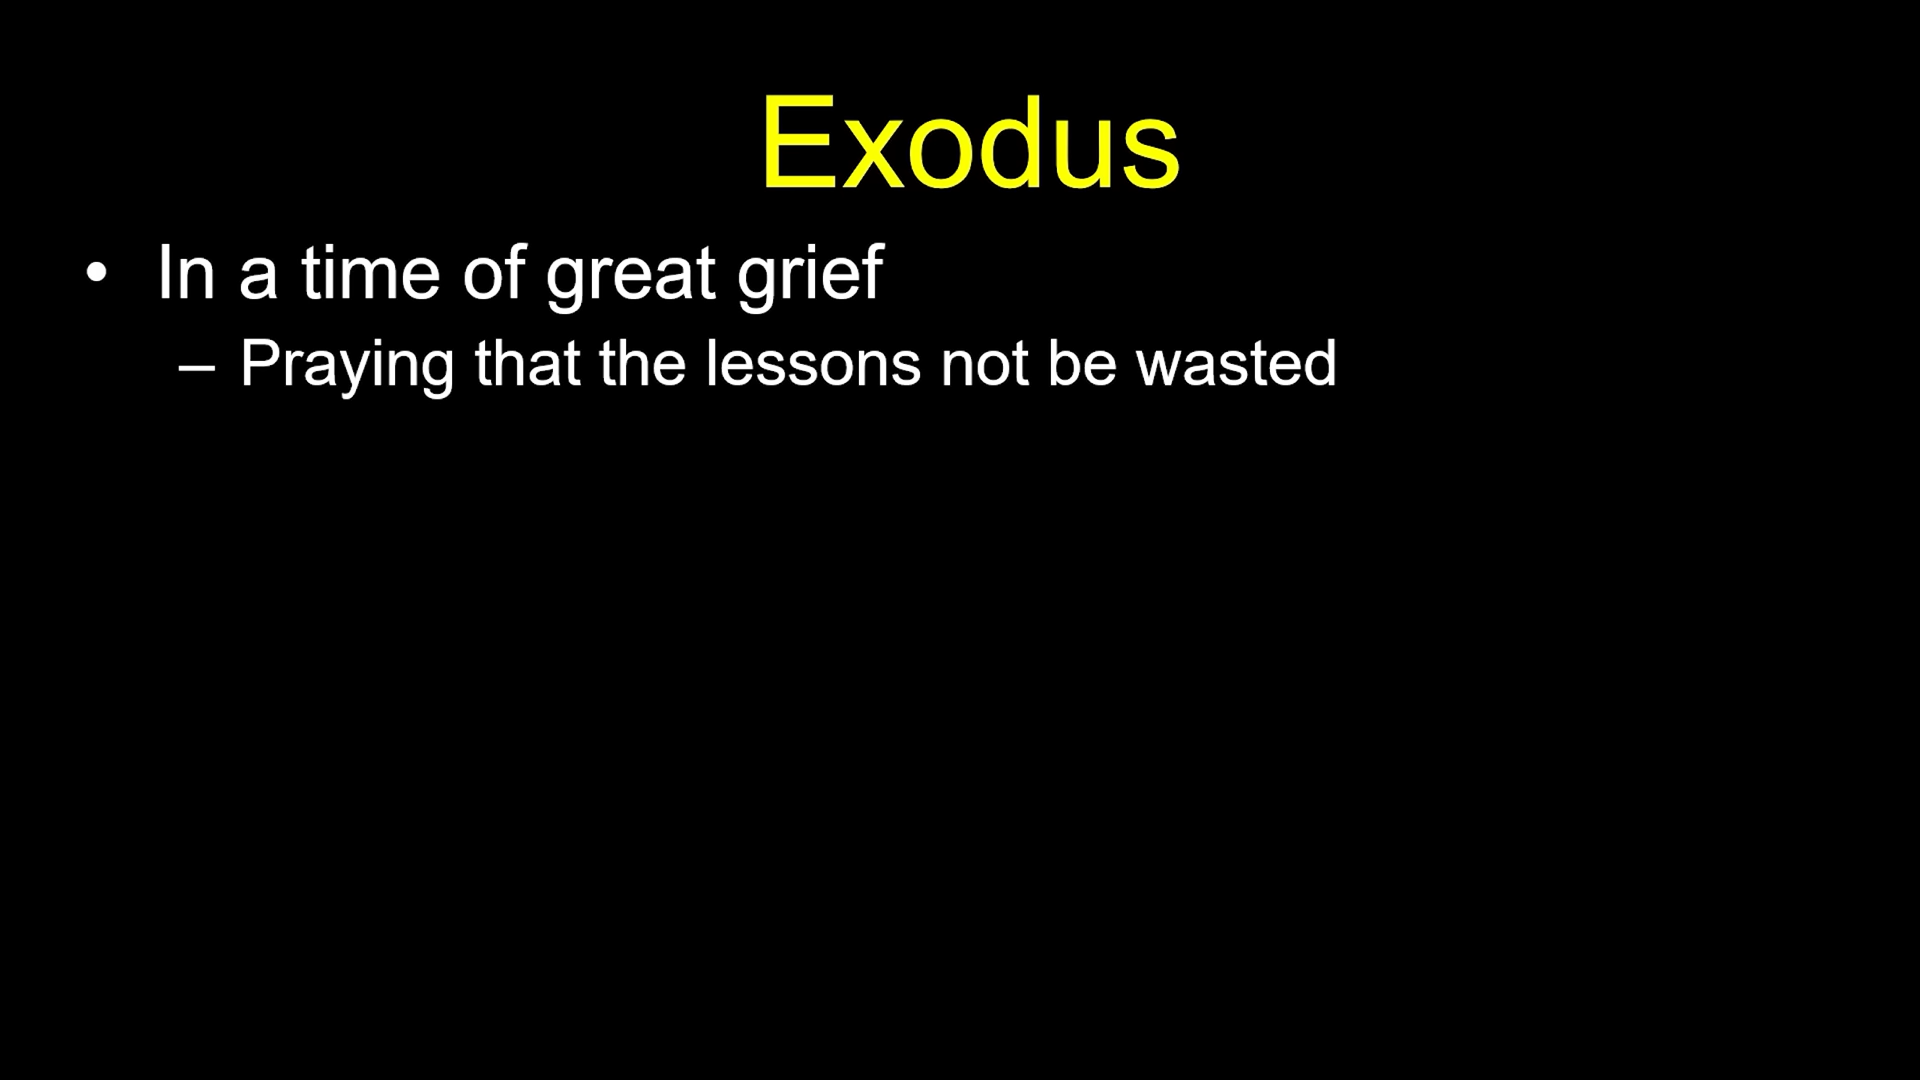 Exodus
• In a time of great grief
– Praying that the lessons not be wasted